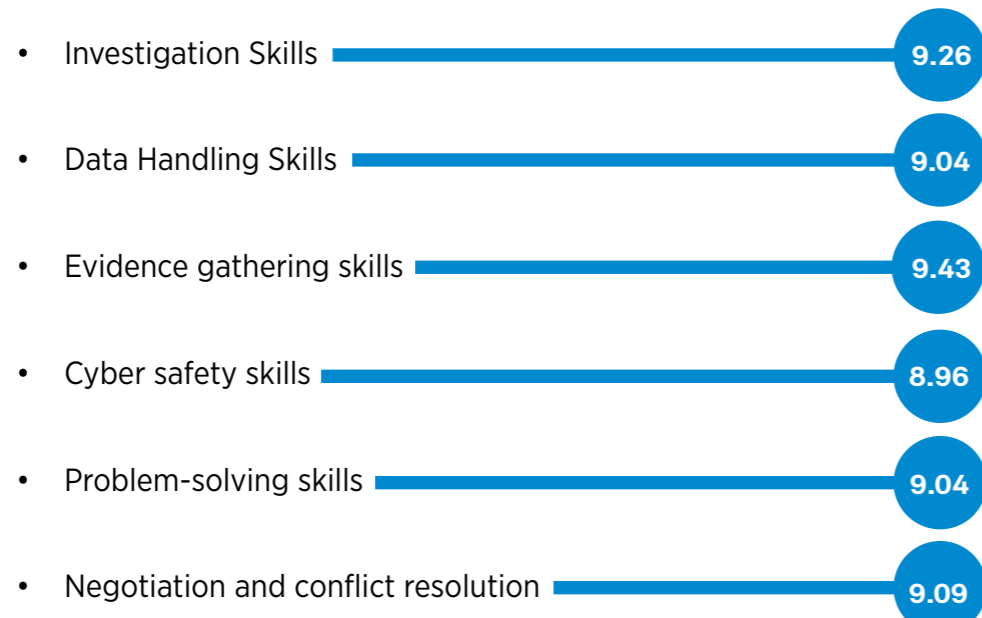 • Investigation Skills 9.26
• Data Handling Skills 9.04
• Evidence gathering skills 9.43
• Cyber safety skills 8.96
• Problem-solving skills 9.04
• Negotiation and conflict resolution 9.09